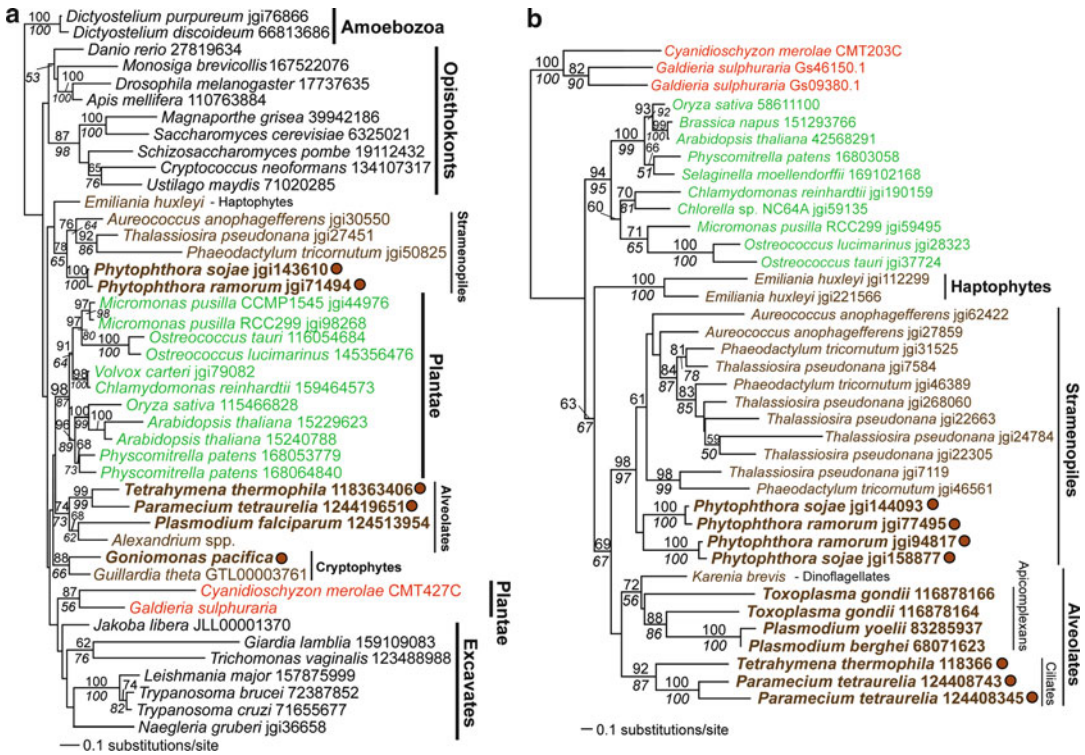 a
Dictyostelium purpureum jgi76866
100
100
Dictyostelium discoideum 66813686
Amoebozoa
Danio rerio 27819634
53
Monosiga brevicollis 167522076
100
100
Drosophila melanogaster 17737635
Apis mellifera 110763884
Magnaporthe grisea 39942186
100
100
87
98
Saccharomyces cerevisiae 6325021
Schizosaccharomyces pombe 19112432
65
76
Cryptococcus neoformans 134107317
Ustilago maydis 71020285
Opisthokonts
Emiliania huxleyi - Haptophytes
76
64
Aureococcus anophagefferens jgi30550
92
86
Thalassiosira pseudonana jgi27451
78
65
Phaeodactylum tricornutum jgi50825
100
100
Phytophthora sojae jgi143610
Phytophthora ramorum jgi71494
Stramenopiles
Micromonas pusilla CCMP1545 jgi44976
97
98
97
80
Micromonas pusilla RCC299 jgi98268
100
100
Ostreococcus tauri 116054684
91
64
Ostreococcus lucimarinus 145356476
98
100
Volvox carteri jgi79082
98
87
Chlamydomonas reinhardtii 159464573
Oryza sativa 115466828
100
99
100
Arabidopsis thaliana 15229623
96
89
68
Arabidopsis thaliana 15240788
Physcomitrella patens 168053779
73
Physcomitrella patens 168064840
Plantae
99
99
Tetrahymena thermophila 118363406
74
73
Paramecium tetraurelia 124419651
68
62
Plasmodium falciparum 124513954
Alexandrium spp.
Alveolates
88
66
Goniomonas pacifica
Guillardia theta GTL00003761
Cryptophytes
87
56
Cyanidioschyzon merolae CMT427C
Galdieria sulphuraria
Plantae
Jakoba libera JLL00001370
62
76
Giardia lamblia 159109083
Trichomonas vaginalis 123488988
100
100
74
82
Leishmania major 157875999
Trypanosoma brucei 72387852
Trypanosoma cruzi 71655677
Naegleria gruberi jgi36658
Excavates
0.1 substitutions/site
b
Cyanidioschyzon merolae CMT203C
100
100
82
90
Galdieria sulphuraria Gs46150.1
Galdieria sulphuraria Gs09380.1
Oryza sativa 58611100
93
92
Brassica napus 151293766
99
100
100
99
Arabidopsis thaliana 42568291
66
51
Physcomitrella patens 16803058
94
95
Selaginella moellendorffii 169102168
70
81
Chlamydomonas reinhardtii jgi190159
60
Chlorella sp. NC64A jgi59135
71
65
Micromonas pusilla RCC299 jgi59495
100
100
Ostreococcus lucimarinus jgi28323
Ostreococcus tauri jgi37724
100
100
Emiliania huxleyi jgi112299
Emiliania huxleyi jgi221566
Haptophytes
Aureococcus anophagefferens jgi62422
Aureococcus anophagefferens jgi27859
81
78
Phaeodactylum tricornutum jgi31525
84
87
Thalassiosira pseudonana jgi7584
83
85
Phaeodactylum tricornutum jgi46389
63
67
61
Thalassiosira pseudonana jgi268060
Thalassiosira pseudonana jgi22663
59
50
Thalassiosira pseudonana jgi24784
Thalassiosira pseudonana jgi22305
98
97
98
99
Thalassiosira pseudonana jgi7119
Phaeodactylum tricornutum jgi46561
100
100
Phytophthora sojae jgi144093
Phytophthora ramorum jgi77495
69
67
100
100
Phytophthora ramorum jgi94817
Phytophthora sojae jgi158877
Stramenopiles
72
56
Karenia brevis - Dinoflagellates
Toxoplasma gondii 116878166
88
86
Toxoplasma gondii 116878164
100
100
Plasmodium yoelii 83285937
Plasmodium berghei 68071623
Apicomplexans
92
87
Tetrahymena thermophila 118366
100
100
Paramecium tetraurelia 124408743
Paramecium tetraurelia 124408345
Ciliates
Alveolates
0.1 substitutions/site